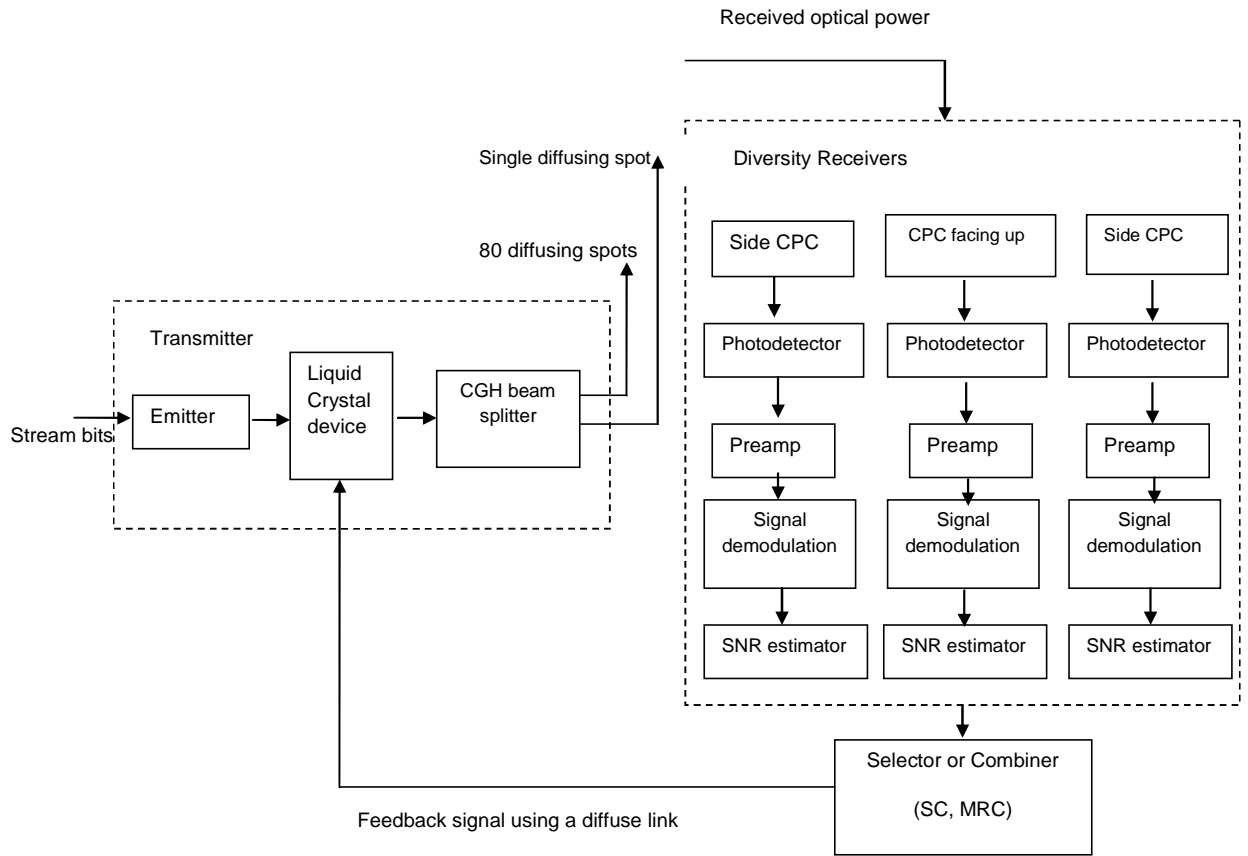 Received optical power
Single diffusing spot
Diversity Receivers
80 diffusing spots
Transmitter
Stream bits
Emitter
Liquid
Crystal
device
CGH beam
splitter
Side CPC
CPC facing up
Side CPC
Photodetector
Photodetector
Photodetector
Preamp
Preamp
Preamp
Signal
demodulation
Signal
demodulation
Signal
demodulation
SNR estimator
SNR estimator
SNR estimator
Selector or Combiner
(SC, MRC)
Feedback signal using a diffuse link